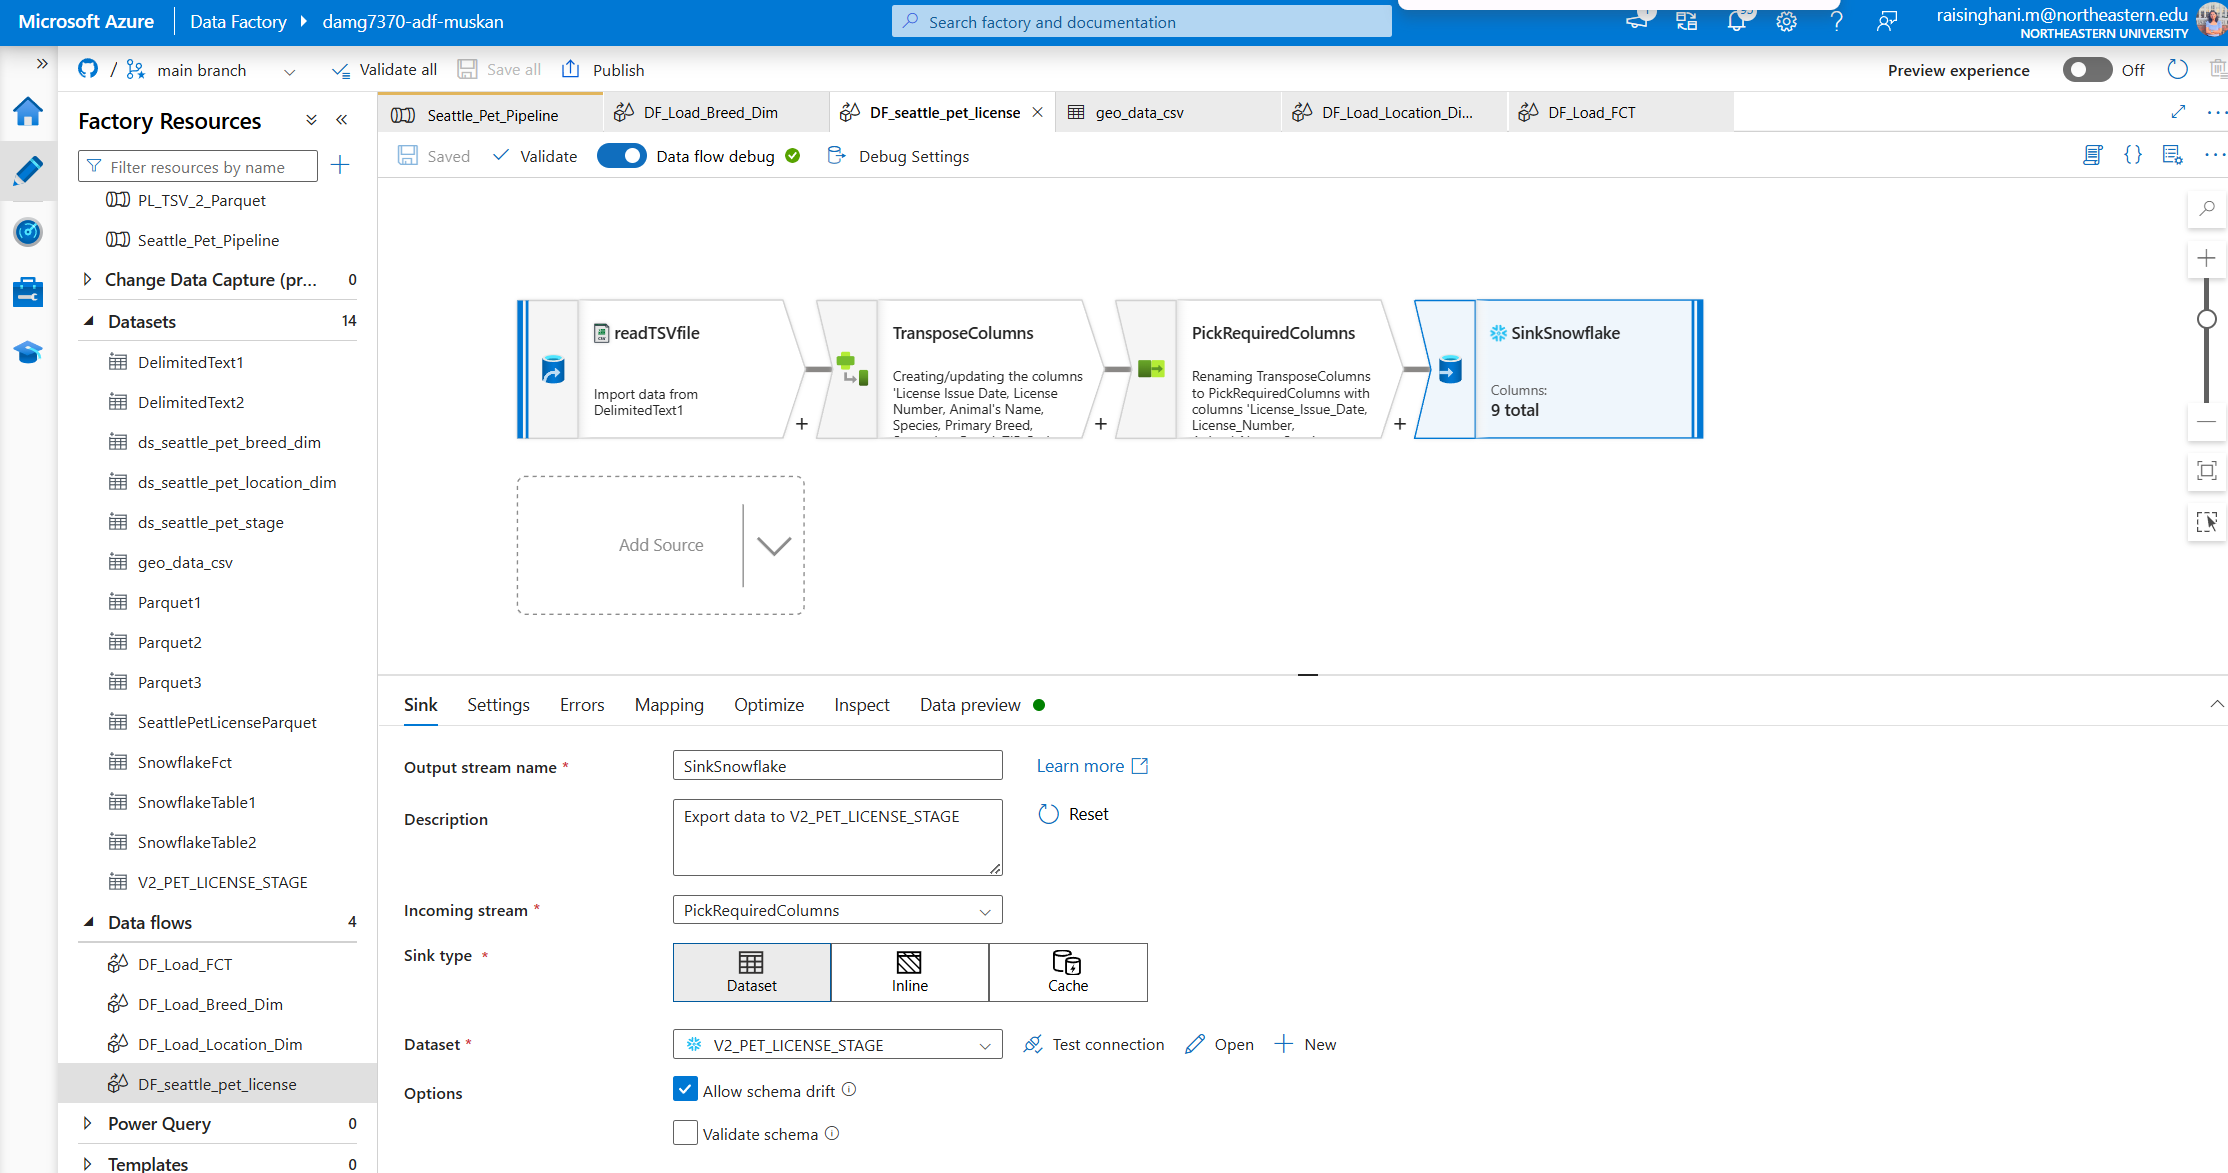 Microsoft Azure
Data Factory
damg7370-adf-muskan
Search factory and documentation
raisinghani.m@northeastern.edu
NORTHEASTERN UNIVERSITY
/
main branch
Validate all
Save all
Publish
Preview experience
Off
Factory Resources
Filter resources by name
PL_TSV_2_Parquet
Seattle_Pet_Pipeline
Change Data Capture (pr...
0
Datasets
14
DelimitedText1
DelimitedText2
ds_seattle_pet_breed_dim
ds_seattle_pet_location_dim
ds_seattle_pet_stage
geo_data_csv
Parquet1
Parquet2
Parquet3
SeattlePetLicenseParquet
SnowflakeFct
SnowflakeTable1
SnowflakeTable2
V2_PET_LICENSE_STAGE
Data flows
4
DF_Load_FCT
DF_Load_Breed_Dim
DF_Load_Location_Dim
DF_seattle_pet_license
Power Query
0
Templates
0
Seattle_Pet_Pipeline
DF_Load_Breed_Dim
DF_seattle_pet_license
geo_data_csv
DF_Load_Location_Di...
DF_Load_FCT
Saved
Validate
Data flow debug
Debug Settings
readTSVfile
Import data from
DelimitedText1
TransposeColumns
Creating/updating the columns
'License Issue Date, License
Number, Animal's Name,
Species, Primary Breed,
PickRequiredColumns
Renaming TransposeColumns
to PickRequiredColumns with
columns 'License_Issue_Date,
License_Number,
SinkSnowflake
Columns:
9 total
Add Source
Sink
Settings
Errors
Mapping
Optimize
Inspect
Data preview
Output stream name *
SinkSnowflake
Learn more
Description
Export data to V2_PET_LICENSE_STAGE
Reset
Incoming stream *
PickRequiredColumns
Sink type *
Dataset
Inline
Cache
Dataset *
V2_PET_LICENSE_STAGE
Test connection
Open
New
Options
Allow schema drift
Validate schema